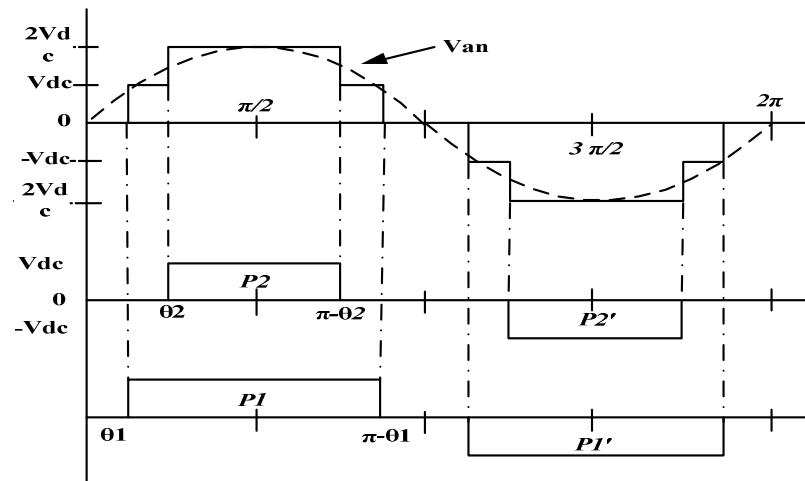 2Vd
c
Van
Vdc
π/2
2π
0
-Vdc
3 π/2
2Vd
c
Vdc
P2
0
θ2
π-θ2
P2'
-Vdc
P1
θ1
π-θ1
P1'